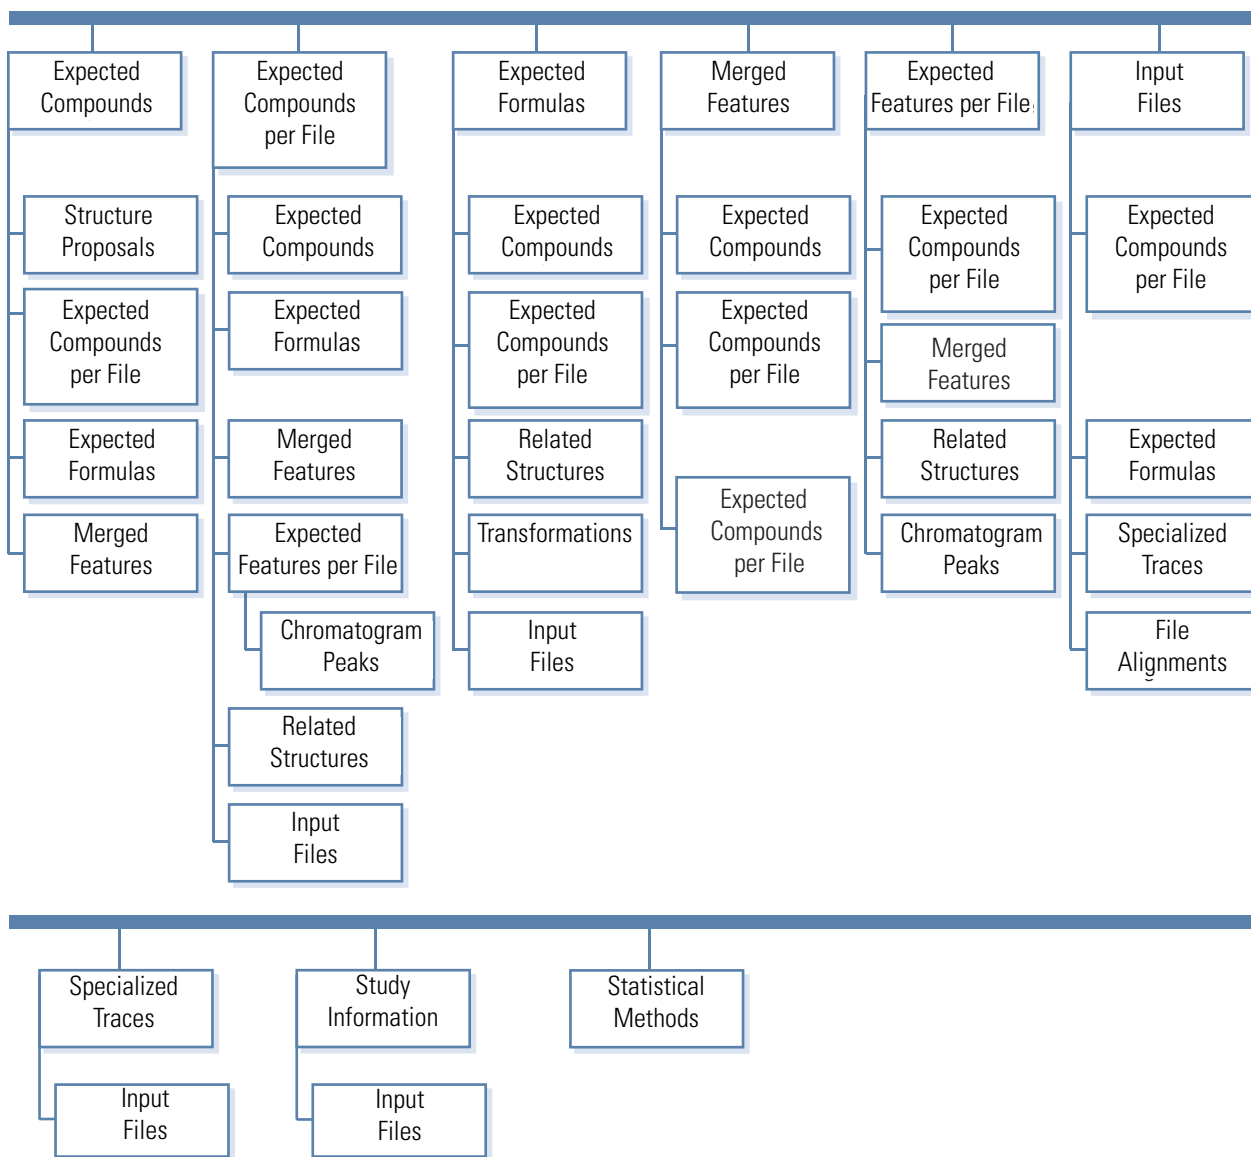 Expected
Compounds
Expected
Compounds
per File
Expected
Formulas
Merged
Features
Expected
Features per File
Input
Files
Structure
Proposals
Expected
Compounds
per File
Expected
Formulas
Merged
Features
Expected
Compounds
Expected
Formulas
Merged
Features
Expected
Features per File
Chromatogram
Peaks
Related
Structures
Input
Files
Expected
Compounds
Expected
Compounds
per File
Related
Structures
Transformations
Input
Files
Expected
Compounds
Expected
Compounds
per File
Expected
Compounds
per File
Expected
Compounds
per File
Merged
Features
Related
Structures
Chromatogram
Peaks
Expected
Compounds
per File
Expected
Formulas
Specialized
Traces
File
Alignments
Specialized
Traces
Input
Files
Study
Information
Input
Files
Statistical
Methods